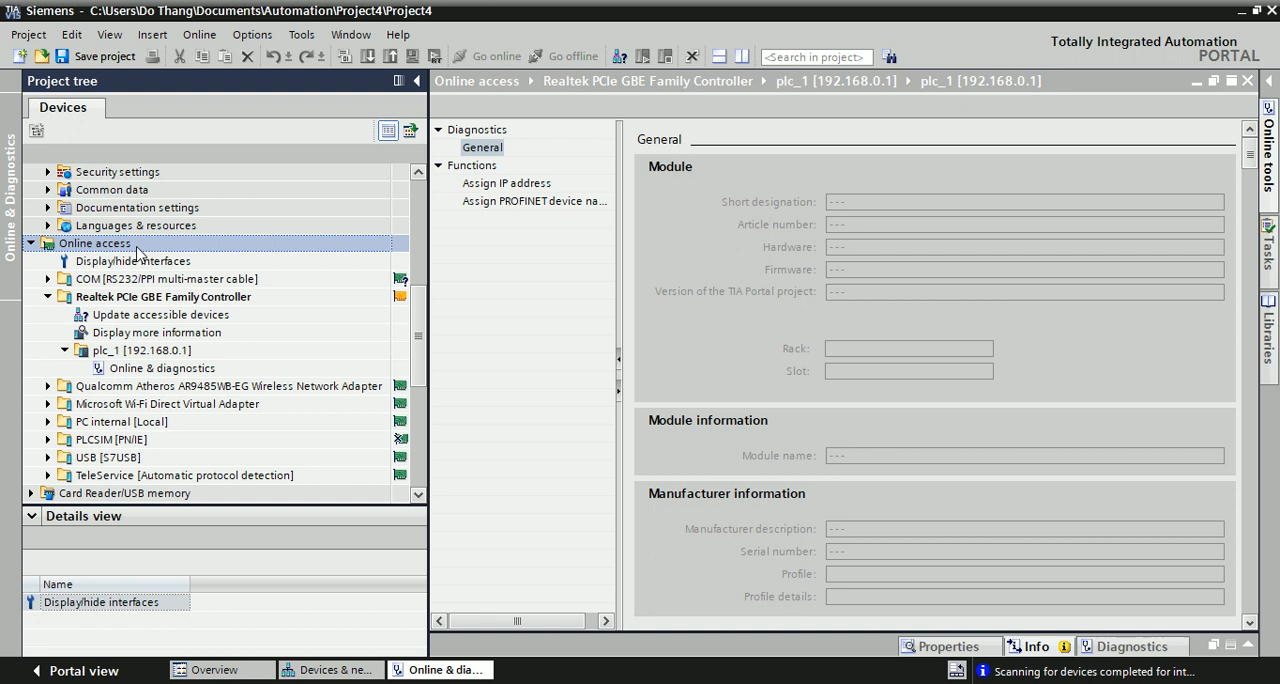 TIA V15 Siemens - C:\Users\Do Thang\Documents\Automation\Project4\Project4
Project Edit View Insert Online Options Tools Window Help
Totally Integrated Automation
PORTAL
Save project Go online Go offline <Search in project>
Project tree
Online access Realtek PCIe GBE Family Controller plc_1 [192.168.0.1] plc_1 [192.168.0.1]
Devices
Online & Diagnostics
Security settings
Common data
Documentation settings
Languages & resources
Online access
Display/hide interfaces
COM [RS232/PPI multi-master cable]
Realtek PCIe GBE Family Controller
Update accessible devices
Display more information
plc_1 [192.168.0.1]
Online & diagnostics
Qualcomm Atheros AR9485WB-EG Wireless Network Adapter
Microsoft Wi-Fi Direct Virtual Adapter
PC internal [Local]
PLCSIM [PN/IE]
USB [S7USB]
TeleService [Automatic protocol detection]
Card Reader/USB memory
Details view
Name
Display/hide interfaces
Diagnostics
General
Functions
Assign IP address
Assign PROFINET device na...
General
Module
Short designation: ---
Article number: ---
Hardware: ---
Firmware: ---
Version of the TIA Portal project: ---
Rack:
Slot:
Module information
Module name: ---
Manufacturer information
Manufacturer description: ---
Serial number: ---
Profile:
Profile details:
Online tools
Tasks
Libraries
Properties Info Diagnostics
Portal view Overview Devices & ne... Online & dia... Scanning for devices completed for int...